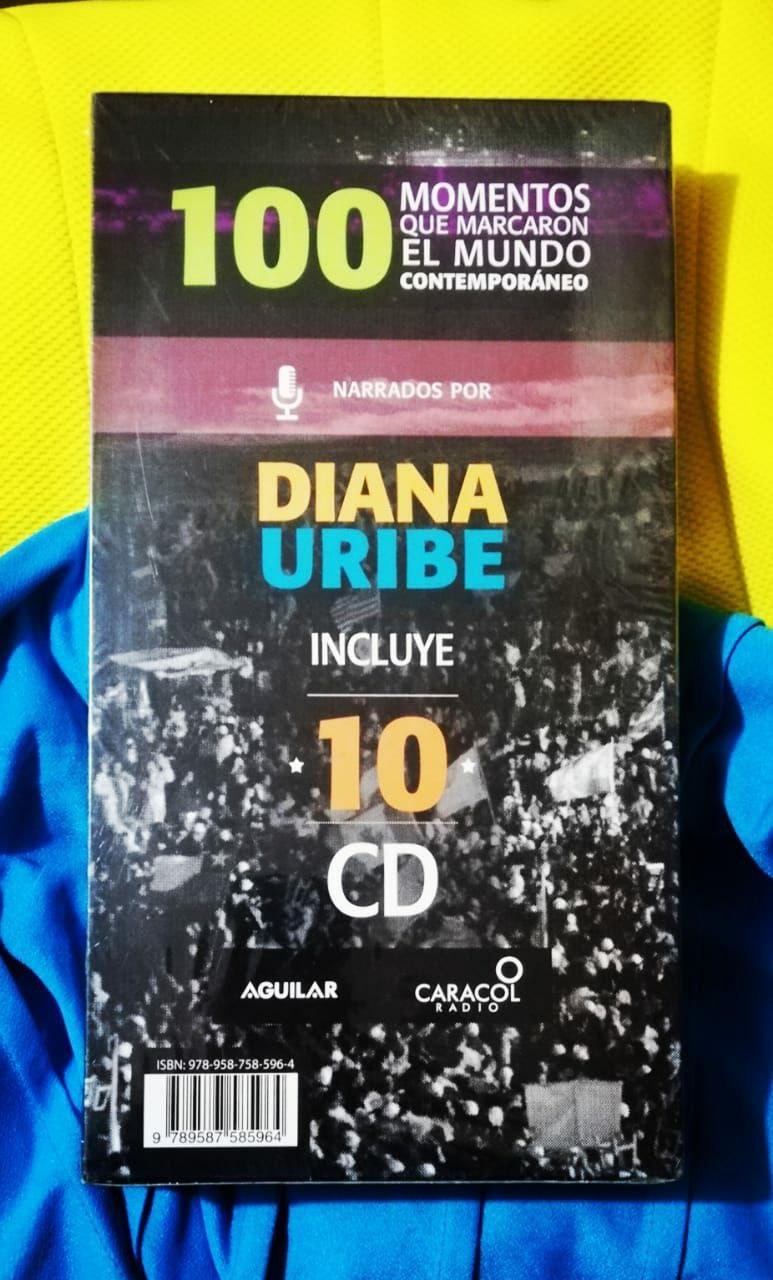 100
MOMENTOS
QUE MARCARON
EL MUNDO
CONTEMPORÁNEO
NARRADOS POR
DIANA
URIBE
INCLUYE
10
CD
AGUILAR
CARACOL
RADIO
ISBN: 978-958-758-596-4
9 789587 585964